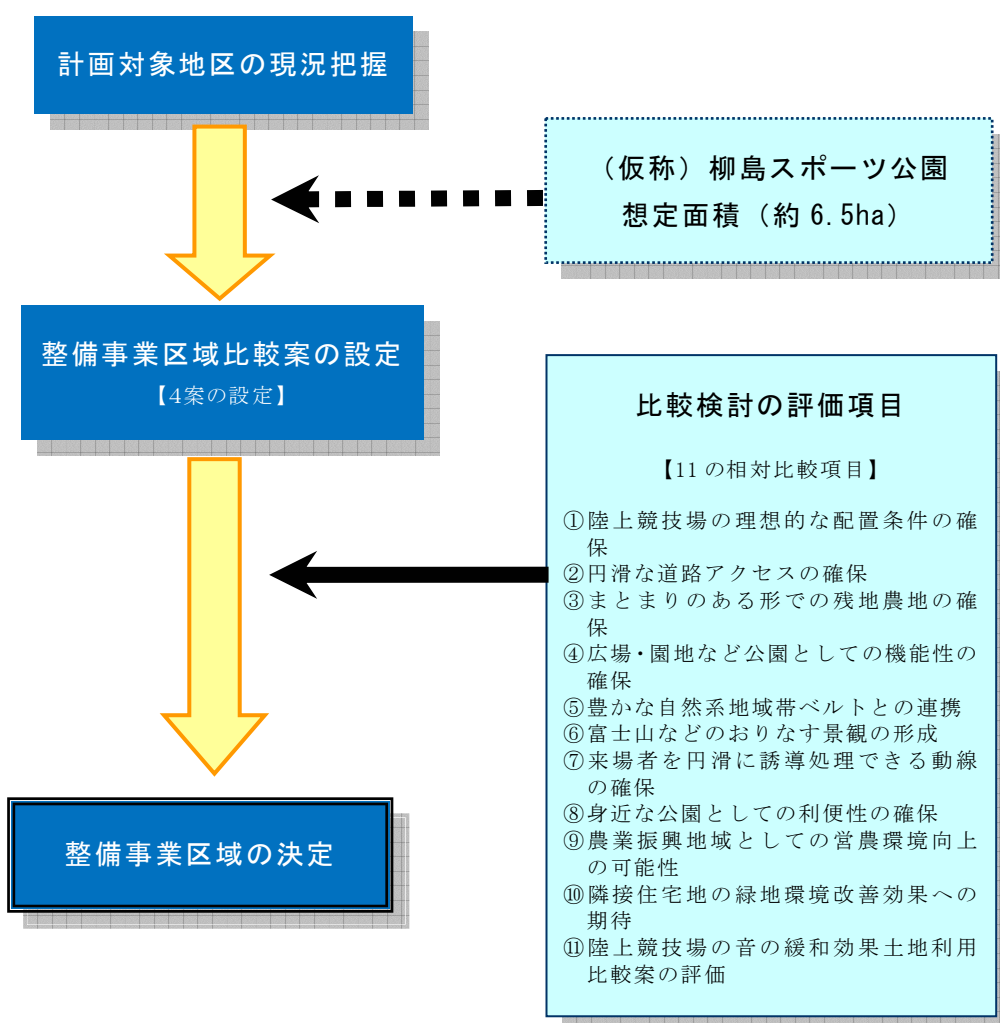 計画対象地区の現況把握
（仮称）柳島スポーツ公園
想定面積（約 6.5ha）
整備事業区域比較案の設定
【4案の設定】
比較検討の評価項目
【11 の相対比較項目】
①陸上競技場の理想的な配置条件の確
保
②円滑な道路アクセスの確保
③まとまりのある形での残地農地の確
保
④広場・園地など公園としての機能性の
確保
⑤豊かな自然系地域帯ベルトとの連携
⑥富士山などのおりなす景観の形成
⑦来場者を円滑に誘導処理できる動線
の確保
⑧身近な公園としての利便性の確保
⑨農業振興地域としての営農環境向上
の可能性
⑩隣接住宅地の緑地環境改善効果への
期待
⑪陸上競技場の音の緩和効果土地利用
比較案の評価
整備事業区域の決定